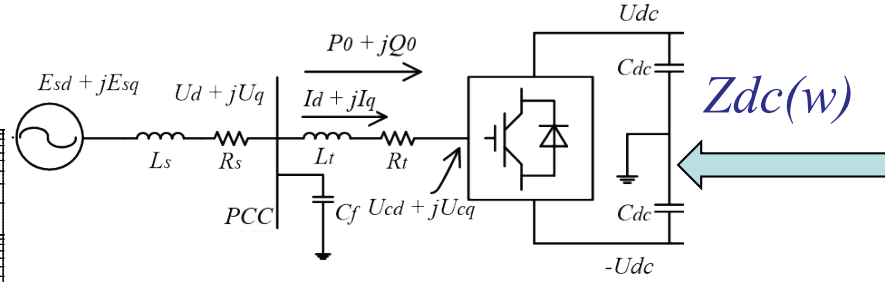 Udc
P0 + jQ0
Cdc
Esd + jEsq
Ud + jUq
Id + jIq
Zdc(w)
Ls
Rs
Lt
Rt
PCC
Cf
Ucd + jUcq
Cdc
-Udc